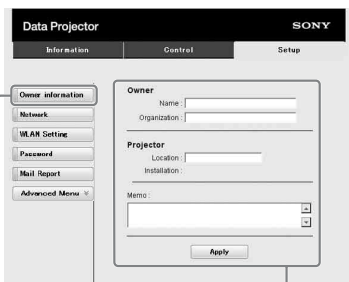 Data Projector SONY
Information Control Setup
Owner information
Network
WLAN Setting
Password
Mail Report
Advanced Menu
Owner
Name :
Organization :
Projector
Location :
Installation :
Memo :
Apply